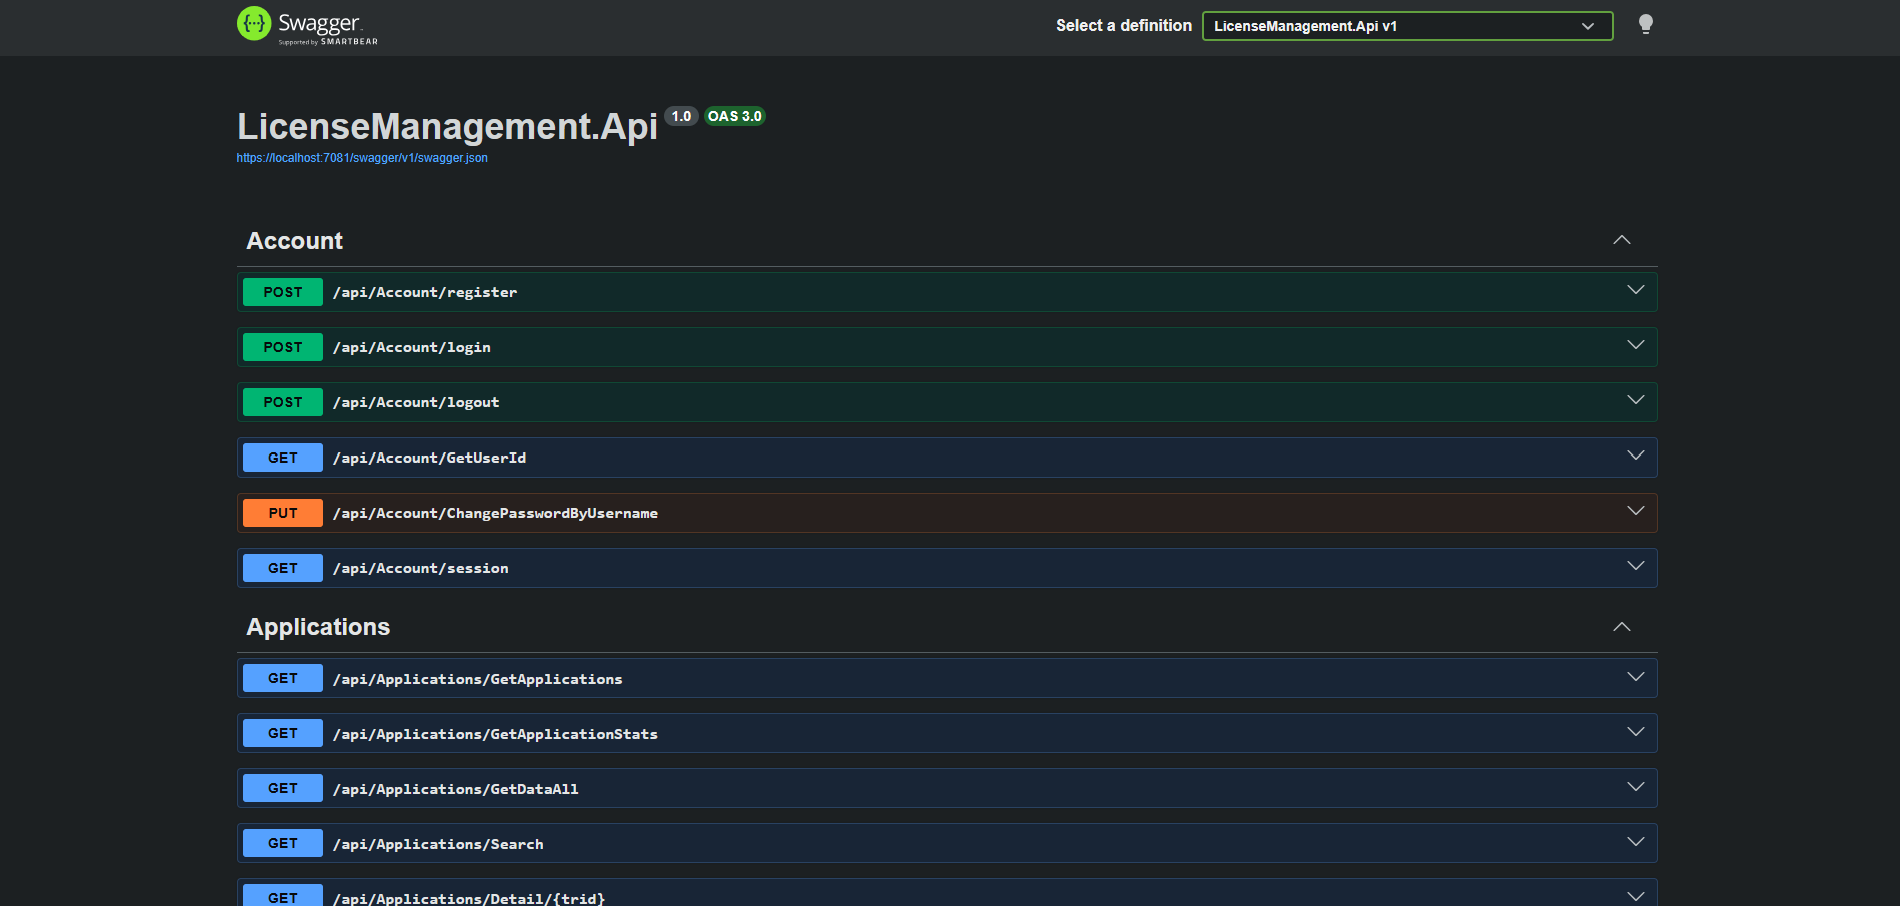 Swagger
Supported by SMARTBEAR
Select a definition
LicenseManagement.Api v1
LicenseManagement.Api 1.0 OAS 3.0
https://localhost:7081/swagger/v1/swagger.json
Account
POST /api/Account/register
POST /api/Account/login
POST /api/Account/logout
GET /api/Account/GetUserId
PUT /api/Account/ChangePasswordByUsername
GET /api/Account/session
Applications
GET /api/Applications/GetApplications
GET /api/Applications/GetApplicationStats
GET /api/Applications/GetDataAll
GET /api/Applications/Search
GET /api/Applications/Detail/{trid}